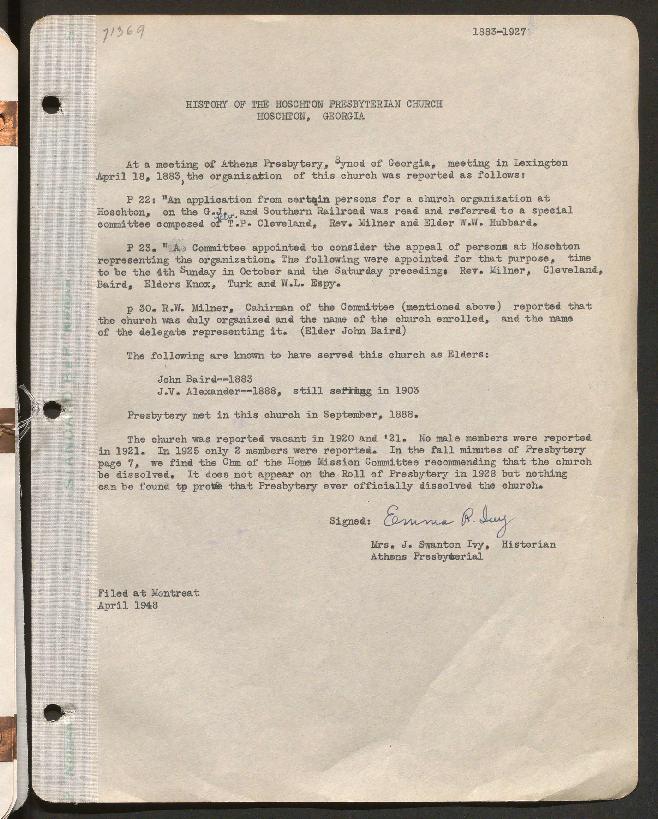 71369
1883-1927
HISTORY OF THE HOSCHTON PRESBYTERIAN CHURCH
HOSCHTON, GEORGIA
At a meeting of Athens Presbytery, Synod of Georgia, meeting in Lexington
April 18, 1883, the organization of this church was reported as follows:
P 22: "An application from certain persons for a church organization at
Hoschton, on the G.J. and Southern Railroad was read and referred to a special
committee composed of T.P. Cleveland, Rev. Milner and Elder W.W. Hubbard.
P 23. " A Committee appointed to consider the appeal of persons at Hoschton
representing the organization. The following were appointed for that purpose, time
to be the 4th Sunday in October and the Saturday preceding: Rev. Milner, Cleveland,
Baird, Elders Knox, Turk and W.L. Espy.
p 30. R.W. Milner, Cahirman of the Committee (mentioned above) reported that
the church was duly organized and the name of the church enrolled, and the name
of the delegate representing it. (Elder John Baird)
The following are known to have served this church as Elders:
John Baird--1883
J.V. Alexander--1888, still serving in 1903
Presbytery met in this church in September, 1888.
The church was reported vacant in 1920 and '21. No male members were reported
in 1921. In 1925 only 2 members were reported. In the fall minutes of Presbytery
page 7, we find the Chm of the Home Mission Committee recommending that the church
be dissolved. It does not appear on the Roll of Presbytery in 1928 but nothing
can be found tp prove that Presbytery ever officially dissolved the church.
Signed: Emma R. Ivy
Mrs. J. Swanton Ivy, Historian
Athens Presbyterial
Filed at Montreat
April 1948